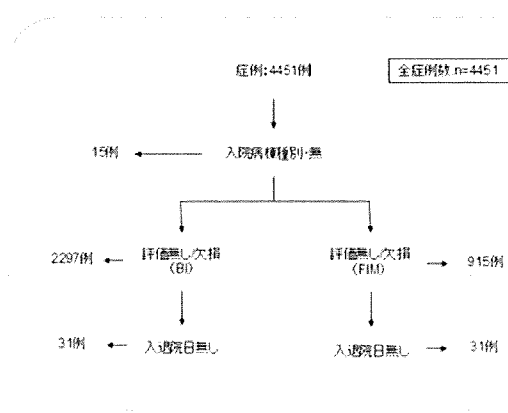 症例:4451例
全症例数 n=4451
15例
入院病棟種別・無
2297例
評価無し/欠損
(BI)
評価無し/欠損
(FIM)
915例
31例
入退院日無し
入退院日無し
31例